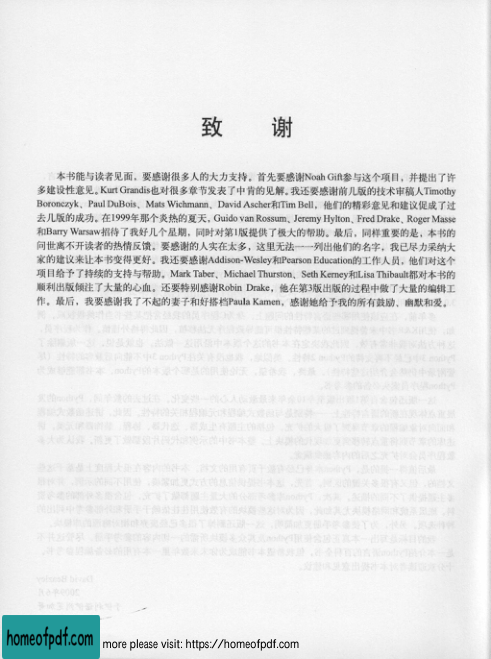 致 谢
本书能与读者见面，要感谢很多人的大力支持。首先要感谢Noah Gift参与这个项目，并提出了许
多建设性意见。Kurt Grandis也对很多章节发表了中肯的见解。我还要感谢前几版的技术审稿人Timothy
Boronczyk、Paul DuBois、Mats Wichmann、David Ascher和Tim Bell，他们的精彩意见和建议促成了过
去几版的成功。在1999年那个炎热的夏天，Guido van Rossum、Jeremy Hylton、Fred Drake、Roger Masse
和Barry Warsaw招待了我好几个星期，同时对第1版提供了极大的帮助。最后，同样重要的是，本书的
问世离不开读者的热情反馈。要感谢的人实在太多，这里无法一一列出他们的名字，我已尽力采纳大
家的建议来让本书变得更好。我还要感谢Addison-Wesley和Pearson Education的工作人员，他们对这个
项目给予了持续的支持与帮助。Mark Taber、Michael Thurston、Seth Kerney和Lisa Thibault都对本书的
顺利出版倾注了大量的心血。还要特别感谢Robin Drake，他在第3版出版的过程中做了大量的编辑工
作。最后，我要感谢我了不起的妻子和好搭档Paula Kamen，感谢她给予我的所有鼓励、幽默和爱。
homeofpdf.com more please visit: https://homeofpdf.com